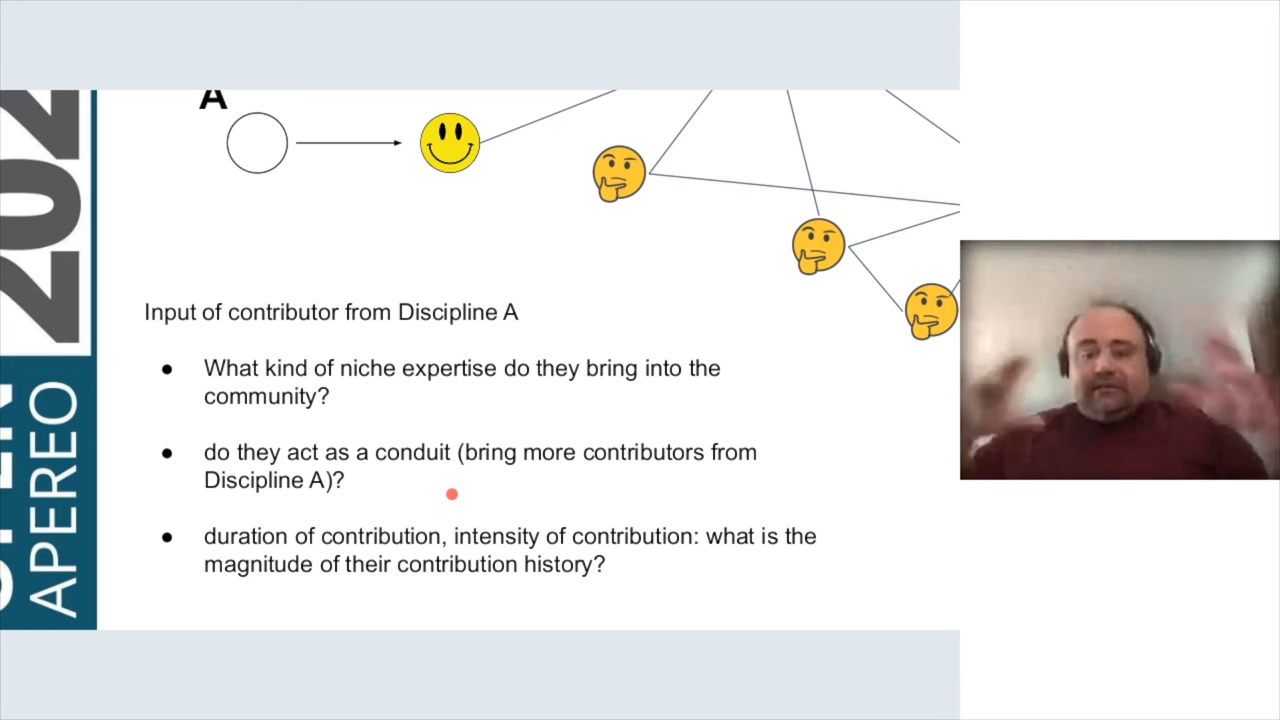 A
Input of contributor from Discipline A
● What kind of niche expertise do they bring into the
community?
● do they act as a conduit (bring more contributors from
Discipline A)?
● duration of contribution, intensity of contribution: what is the
magnitude of their contribution history?
APEREO